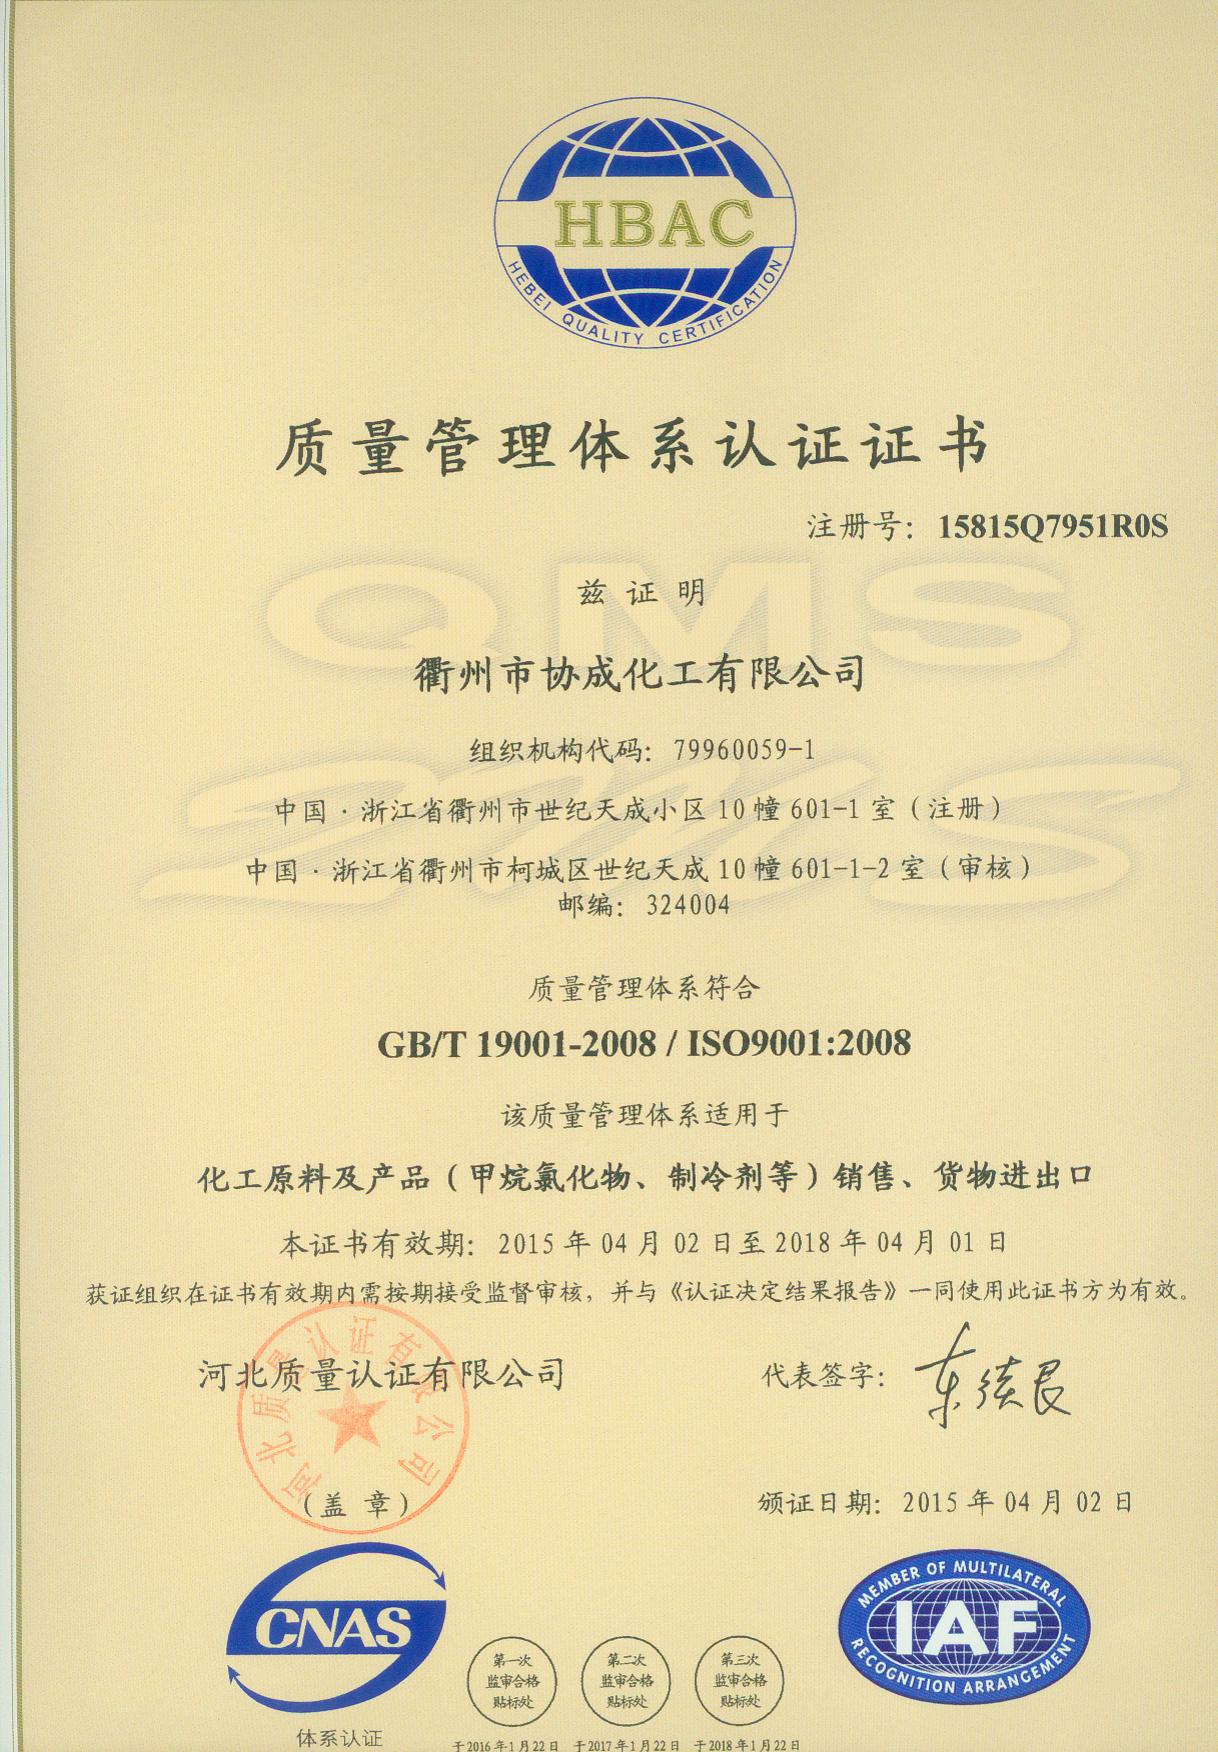 HBAC
HEBEI QUALITY CERTIFICATION
质量管理体系认证证书
注册号：15815Q7951R0S
QMS
兹 证 明
衢州市协成化工有限公司
组织机构代码：79960059-1
中国·浙江省衢州市世纪天成小区10幢601-1室（注册）
中国·浙江省衢州市柯城区世纪天成10幢601-1-2室（审核）
邮编：324004
质量管理体系符合
GB/T 19001-2008 / ISO9001:2008
该质量管理体系适用于
化工原料及产品（甲烷氯化物、制冷剂等）销售、货物进出口
本证书有效期：2015年04月02日至2018年04月01日
获证组织在证书有效期内需按期接受监督审核，并与《认证决定结果报告》一同使用此证书方为有效。
河北质量认证有限公司
河北质量认证有限公司
代表签字：
（盖 章）
颁证日期：2015年04月02日
CNAS
体系认证
第一次
监审合格
贴标处
于2016年1月22日
第二次
监审合格
贴标处
于2017年1月22日
第三次
监审合格
贴标处
于2018年1月22日
MEMBER OF MULTILATERAL
IAF
RECOGNITION ARRANGEMENT